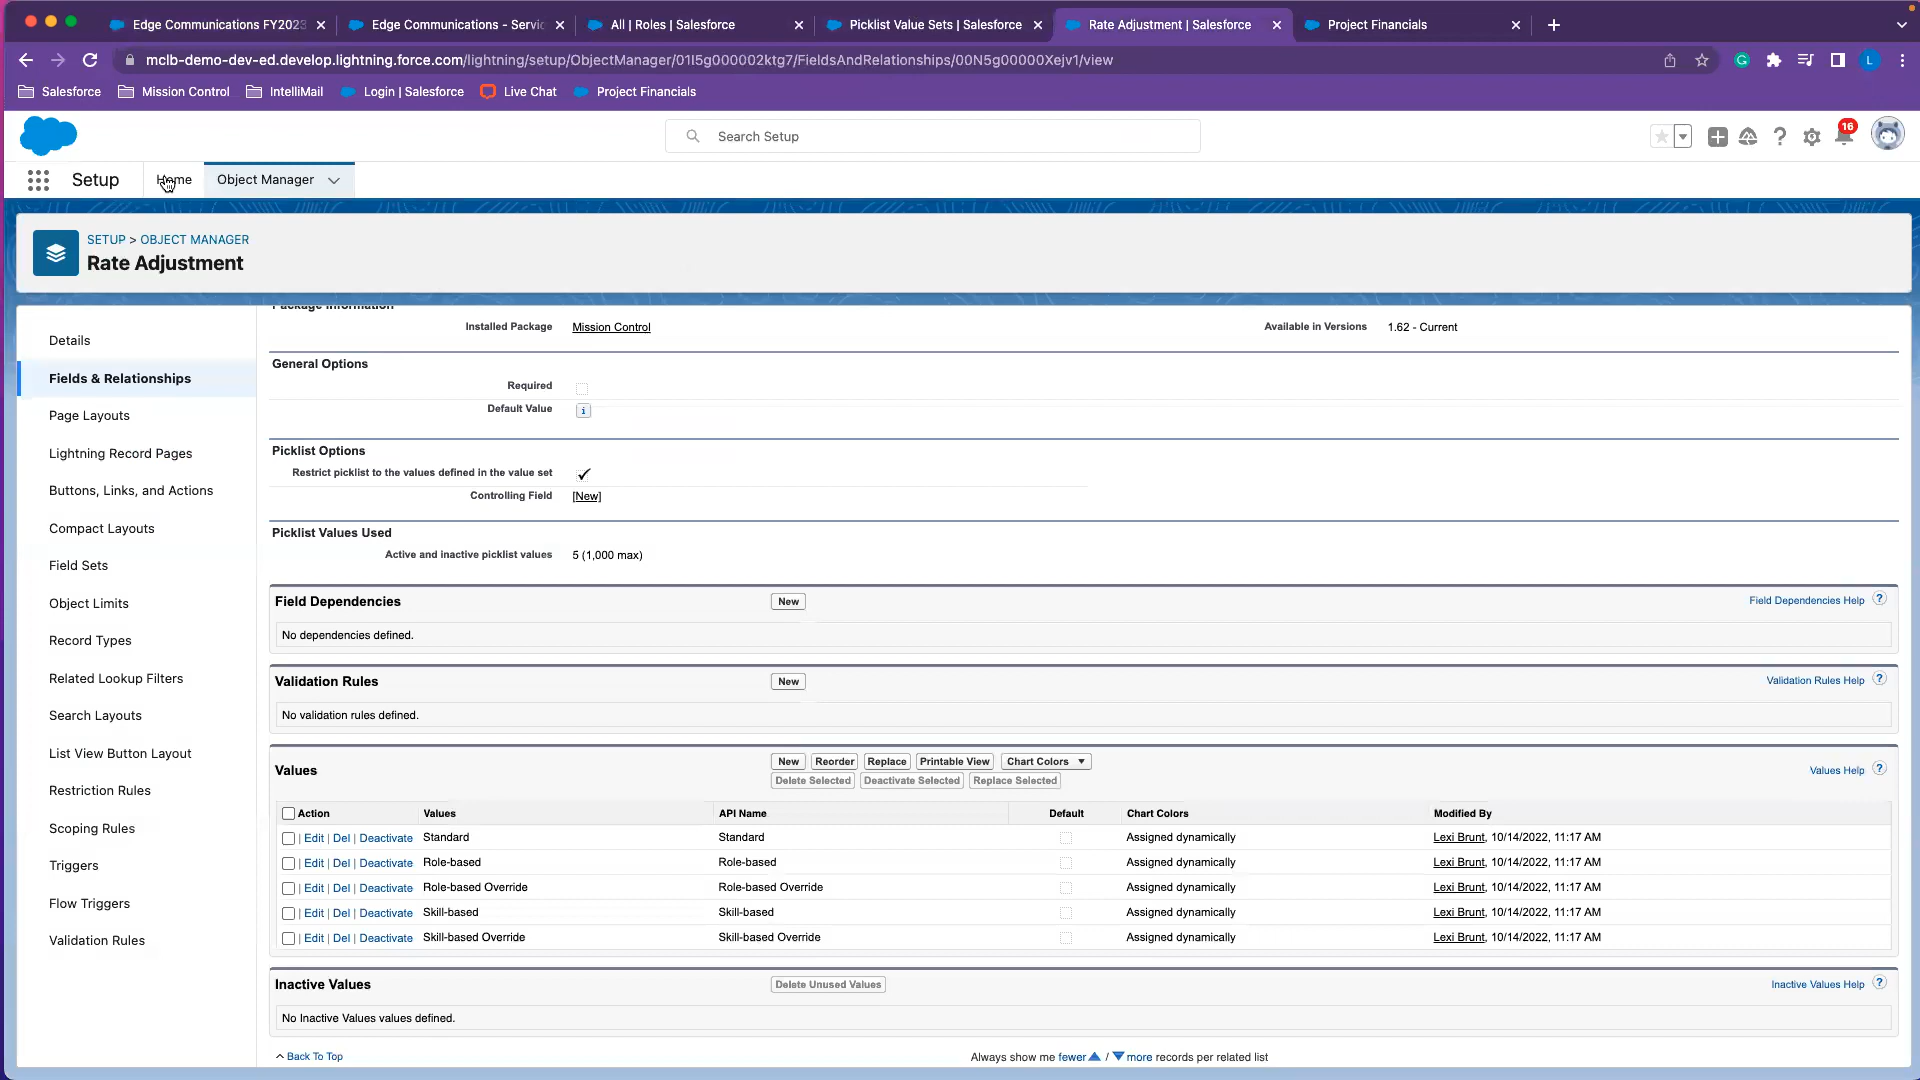 Edge Communications FY2023
Edge Communications - Servic
All | Roles | Salesforce
Picklist Value Sets | Salesforce
Rate Adjustment | Salesforce
Project Financials
mclb-demo-dev-ed.develop.lightning.force.com/lightning/setup/ObjectManager/01I5g000002ktg7/FieldsAndRelationships/00N5g00000Xejv1/view
L
Salesforce
Mission Control
IntelliMail
Login | Salesforce
Live Chat
Project Financials
Search Setup
16
Setup
Home
Object Manager
SETUP > OBJECT MANAGER
Rate Adjustment
Details
Fields & Relationships
Page Layouts
Lightning Record Pages
Buttons, Links, and Actions
Compact Layouts
Field Sets
Object Limits
Record Types
Related Lookup Filters
Search Layouts
List View Button Layout
Restriction Rules
Scoping Rules
Triggers
Flow Triggers
Validation Rules
Package Information
Installed Package Mission Control Available in Versions 1.62 - Current
General Options
Required
Default Value
Picklist Options
Restrict picklist to the values defined in the value set
Controlling Field [New]
Picklist Values Used
Active and inactive picklist values 5 (1,000 max)
Field Dependencies New Field Dependencies Help ?
No dependencies defined.
Validation Rules New Validation Rules Help ?
No validation rules defined.
Values New Reorder Replace Printable View Chart Colors Values Help ?
Delete Selected Deactivate Selected Replace Selected
Action Values API Name Default Chart Colors Modified By
| Edit | Del | Deactivate Standard Standard Assigned dynamically Lexi Brunt, 10/14/2022, 11:17 AM
| Edit | Del | Deactivate Role-based Role-based Assigned dynamically Lexi Brunt, 10/14/2022, 11:17 AM
| Edit | Del | Deactivate Role-based Override Role-based Override Assigned dynamically Lexi Brunt, 10/14/2022, 11:17 AM
| Edit | Del | Deactivate Skill-based Skill-based Assigned dynamically Lexi Brunt, 10/14/2022, 11:17 AM
| Edit | Del | Deactivate Skill-based Override Skill-based Override Assigned dynamically Lexi Brunt, 10/14/2022, 11:17 AM
Inactive Values Delete Unused Values Inactive Values Help ?
No Inactive Values values defined.
Back To Top Always show me fewer / more records per related list